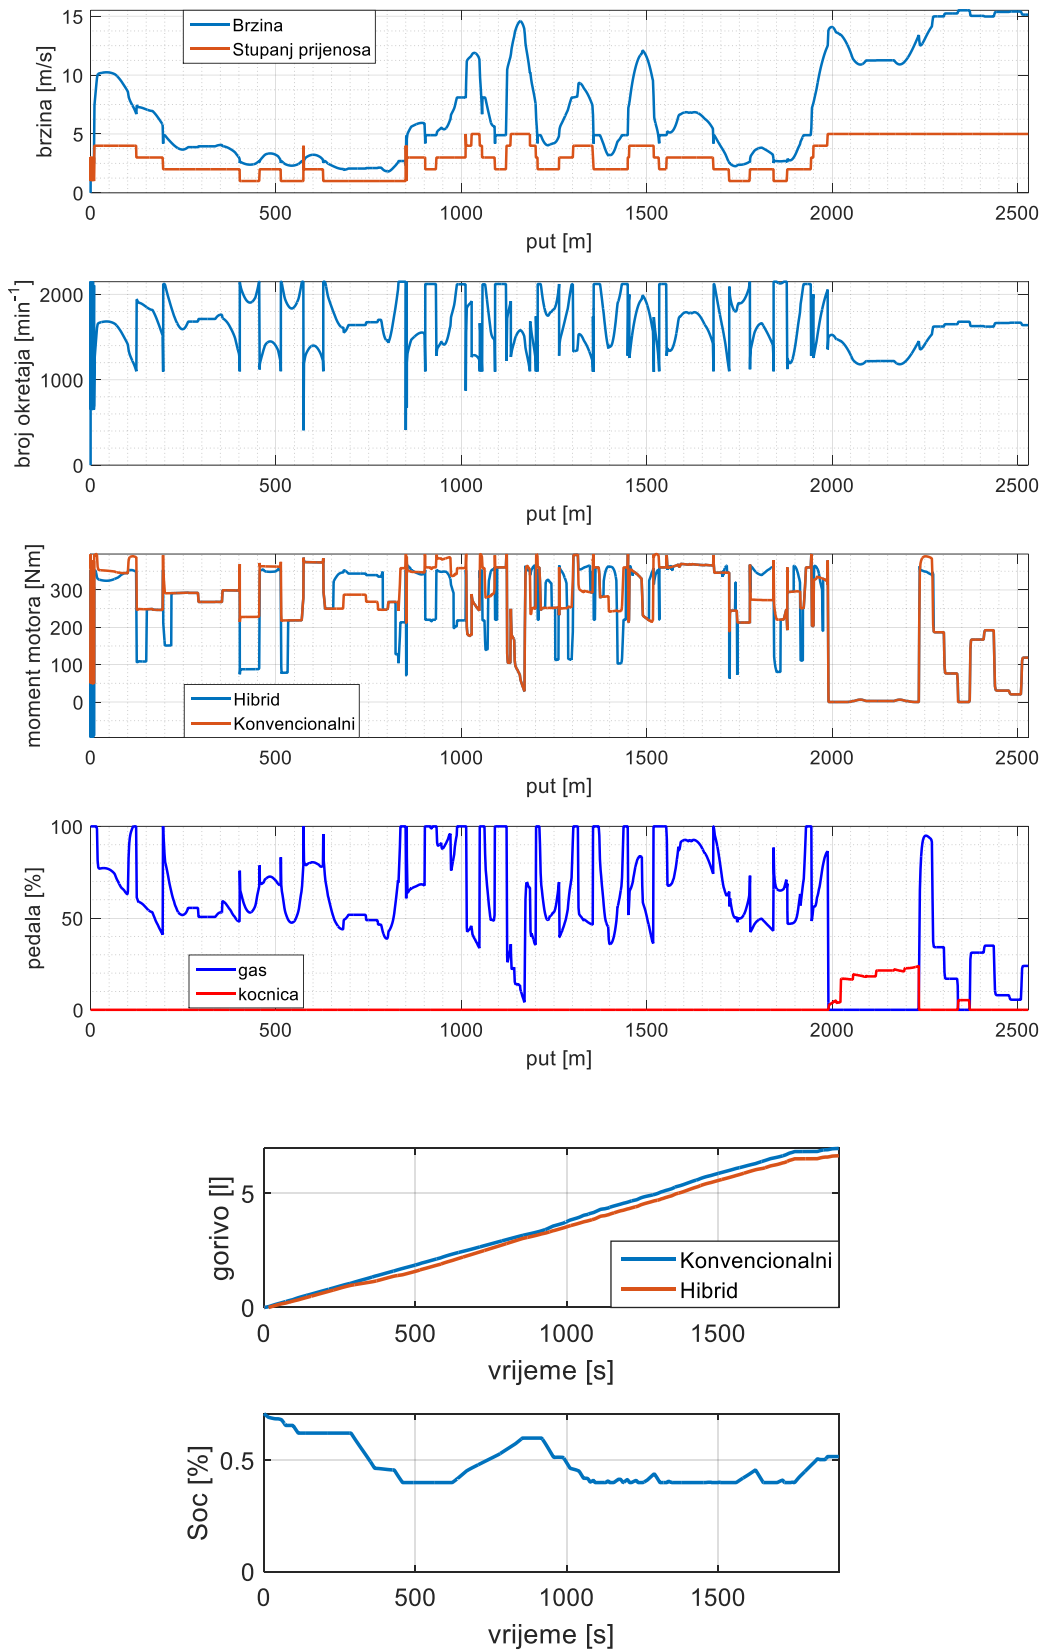 15
10
5
0
brzina [m/s]
Brzina
Stupanj prijenosa
0 500 1000 1500 2000 2500
put [m]
2000
1000
0
broj okretaja [min⁻¹]
0 500 1000 1500 2000 2500
put [m]
300
200
100
0
moment motora [Nm]
Hibrid
Konvencionalni
0 500 1000 1500 2000 2500
put [m]
100
50
0
pedala [%]
gas
kocnica
0 500 1000 1500 2000 2500
put [m]
5
0
gorivo [l]
Konvencionalni
Hibrid
0 500 1000 1500
vrijeme [s]
0.5
0
Soc [%]
0 500 1000 1500
vrijeme [s]